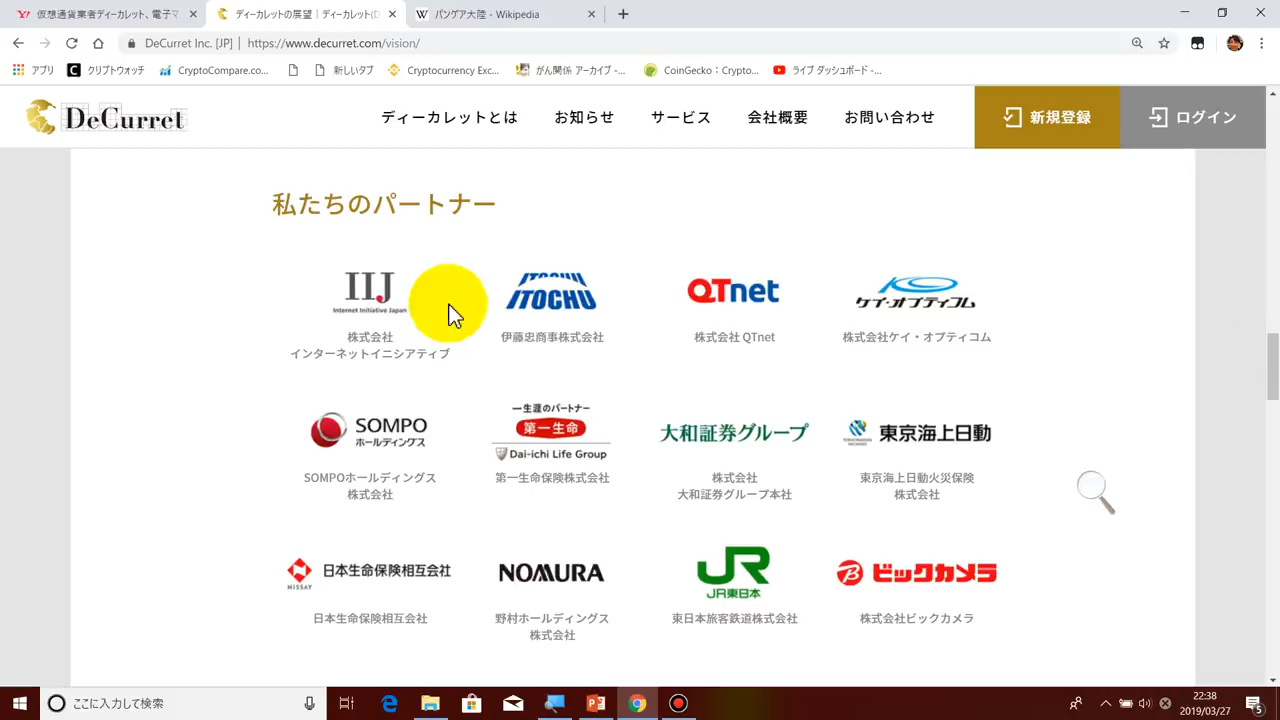 仮想通貨業者ディーカレット、電子マ
ディーカレットの展望｜ディーカレット(D
パンゲア大陸 - Wikipedia
DeCurret Inc. [JP] | https://www.decurret.com/vision/
アプリ
クリプトウォッチ
CryptoCompare.co...
新しいタブ
Cryptocurrency Exc...
がん関係 アーカイブ -...
CoinGecko：Crypto...
ライブ ダッシュボード -...
DeCurret
ディーカレットとは
お知らせ
サービス
会社概要
お問い合わせ
新規登録
ログイン
私たちのパートナー
IIJ
Internet Initiative Japan
株式会社
インターネットイニシアティブ
ITOCHU
ITOCHU
伊藤忠商事株式会社
QTnet
株式会社 QTnet
ケイ・オプティコム
株式会社ケイ・オプティコム
SOMPO
ホールディングス
SOMPOホールディングス
株式会社
一生涯のパートナー
第一生命
Dai-ichi Life Group
第一生命保険株式会社
大和証券グループ
株式会社
大和証券グループ本社
東京海上日動
東京海上日動火災保険
株式会社
NISSAY
日本生命保険相互会社
日本生命保険相互会社
NOMURA
野村ホールディングス
株式会社
JR
JR東日本
東日本旅客鉄道株式会社
ビックカメラ
株式会社ビックカメラ
ここに入力して検索
22:38
2019/03/27
5